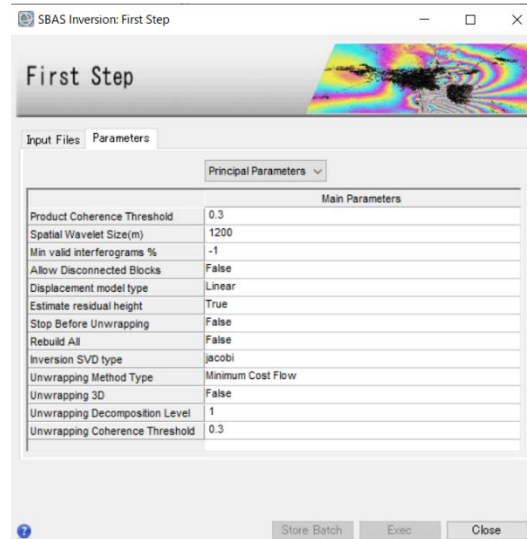 SBAS Inversion: First Step
First Step
Input Files Parameters
Principal Parameters
Main Parameters
Product Coherence Threshold 0.3
Spatial Wavelet Size(m) 1200
Min valid interferograms % -1
Allow Disconnected Blocks False
Displacement model type Linear
Estimate residual height True
Stop Before Unwrapping False
Rebuild All False
Inversion SVD type jacobi
Unwrapping Method Type Minimum Cost Flow
Unwrapping 3D False
Unwrapping Decomposition Level 1
Unwrapping Coherence Threshold 0.3
? Store Batch Exec Close